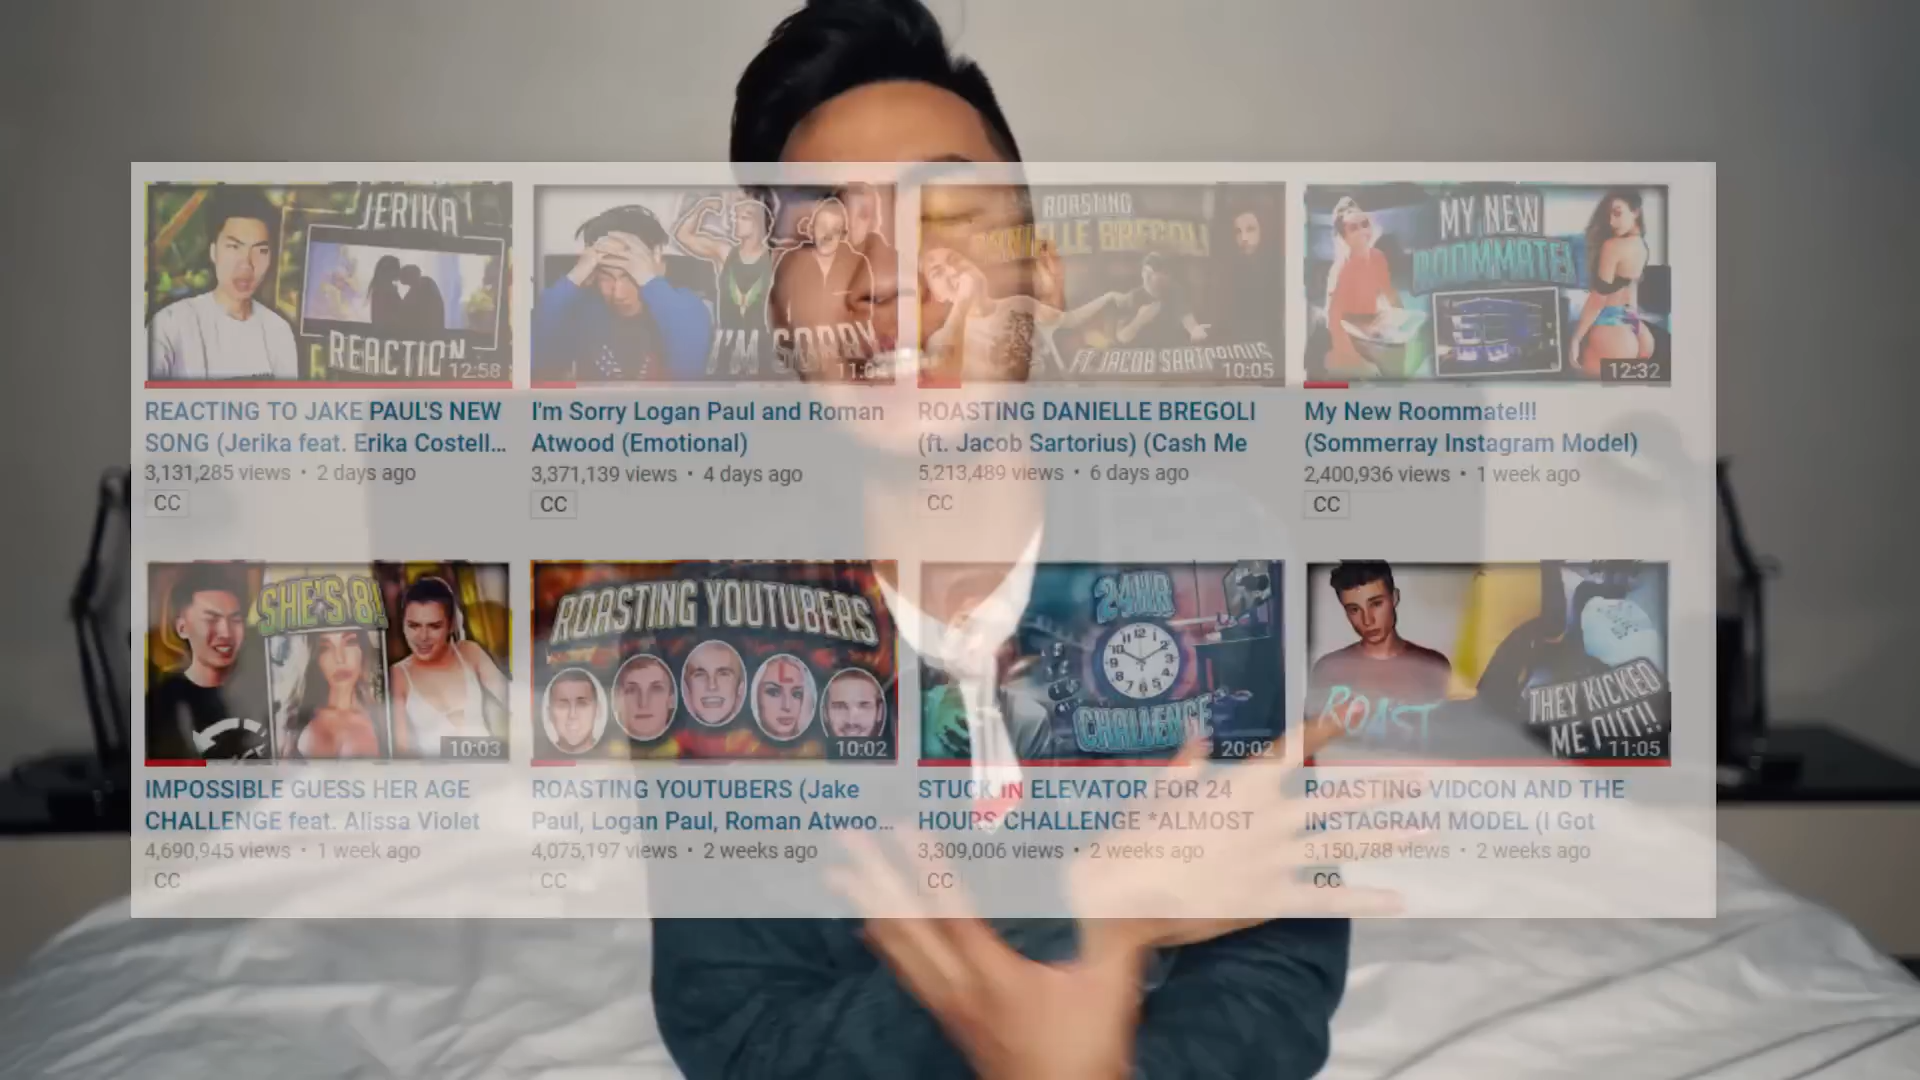 JERIKA
REACTION
12:58
REACTING TO JAKE PAUL'S NEW
SONG (Jerika feat. Erika Costell...
3,131,285 views • 2 days ago
CC
I'M SORRY
I'm Sorry Logan Paul and Roman
Atwood (Emotional)
3,371,139 views • 4 days ago
CC
ROASTING
DANIELLE BREGOLI
FT. JACOB SARTORIOUS
10:05
ROASTING DANIELLE BREGOLI
(ft. Jacob Sartorius) (Cash Me
5,213,489 views • 6 days ago
CC
MY NEW
ROOMMATE!
12:32
My New Roommate!!!
(Sommerray Instagram Model)
2,400,936 views • 1 week ago
CC
SHE'S 8!
10:03
IMPOSSIBLE GUESS HER AGE
CHALLENGE feat. Alissa Violet
4,690,945 views • 1 week ago
CC
ROASTING YOUTUBERS
L
10:02
ROASTING YOUTUBERS (Jake
Paul, Logan Paul, Roman Atwoo...
4,075,197 views • 2 weeks ago
CC
24HR
CHALLENGE
20:02
STUCK IN ELEVATOR FOR 24
HOURS CHALLENGE *ALMOST
3,309,006 views • 2 weeks ago
CC
ROAST
THEY KICKED
ME OUT!!
11:05
ROASTING VIDCON AND THE
INSTAGRAM MODEL (I Got
3,150,788 views • 2 weeks ago
CC